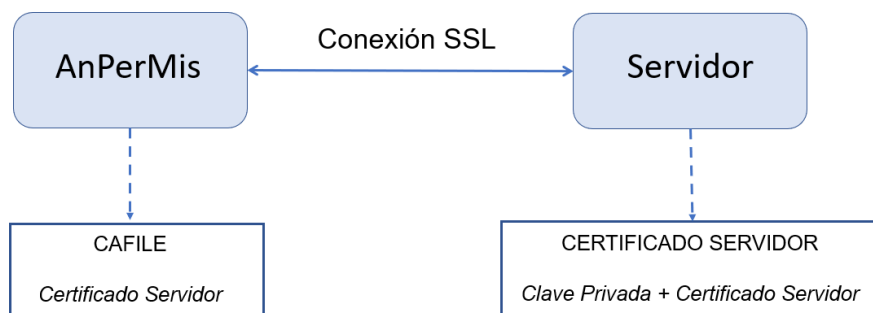 Conexión SSL
AnPerMis
Servidor
CAFILE
Certificado Servidor
CERTIFICADO SERVIDOR
Clave Privada + Certificado Servidor